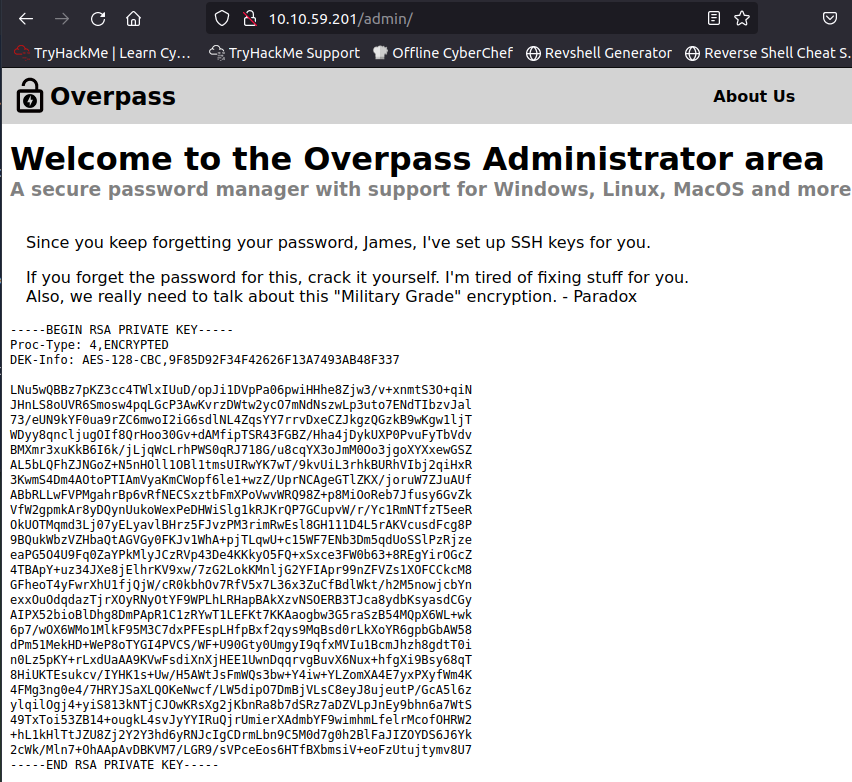 10.10.59.201/admin/
TryHackMe | Learn Cy… TryHackMe Support Offline CyberChef Revshell Generator Reverse Shell Cheat S.
Overpass About Us
Welcome to the Overpass Administrator area
A secure password manager with support for Windows, Linux, MacOS and more
Since you keep forgetting your password, James, I've set up SSH keys for you.
If you forget the password for this, crack it yourself. I'm tired of fixing stuff for you.
Also, we really need to talk about this "Military Grade" encryption. - Paradox
-----BEGIN RSA PRIVATE KEY-----
Proc-Type: 4,ENCRYPTED
DEK-Info: AES-128-CBC,9F85D92F34F42626F13A7493AB48F337
LNu5wQBBz7pKZ3cc4TWlxIUuD/opJi1DVpPa06pwiHHhe8Zjw3/v+xnmtS3O+qiN
JHnLS8oUVR6Smosw4pqLGcP3AwKvrzDWtw2ycO7mNdNszwLp3uto7ENdTIbzvJal
73/eUN9kYF0ua9rZC6mwoI2iG6sdlNL4ZqsYY7rrvDxeCZJkgzQGzkB9wKgw1ljT
WDyy8qncljugOIf8QrHoo30Gv+dAMfipTSR43FGBZ/Hha4jDykUXP0PvuFyTbVdv
BMXmr3xuKkB6I6k/jLjqWcLrhPWS0qRJ718G/u8cqYX3oJmM0Oo3jgoXYXxewGSZ
AL5bLQFhZJNGoZ+N5nHOll1OBl1tmsUIRwYK7wT/9kvUiL3rhkBURhVIbj2qiHxR
3KwmS4Dm4AOtoPTIAmVyaKmCWopf6le1+wzZ/UprNCAgeGTlZKX/joruW7ZJuAUf
ABbRLLwFVPMgahrBp6vRfNECSxztbFmXPoVwvWRQ98Z+p8MiOoReb7Jfusy6GvZk
VfW2gpmkAr8yDQynUukoWexPeDHWiSlg1kRJKrQP7GCupvW/r/Yc1RmNTfzT5eeR
OkUOTMqmd3Lj07yELyavlBHrz5FJvzPM3rimRwEsl8GH111D4L5rAKVcusdFcg8P
9BQukWbzVZHbaQtAGVGy0FKJv1WhA+pjTLqwU+c15WF7ENb3Dm5qdUoSSlPzRjze
eaPG5O4U9Fq0ZaYPkMlyJCzRVp43De4KKkyO5FQ+xSxce3FW0b63+8REgYirOGcZ
4TBApY+uz34JXe8jElhrKV9xw/7zG2LokKMnljG2YFIApr99nZFVZs1XOFCCkcM8
GFheoT4yFwrXhU1fjQjW/cR0kbhOv7RfV5x7L36x3ZuCfBdlWkt/h2M5nowjcbYn
exxOuOdqdazTjrXOyRNyOtYF9WPLhLRHapBAkXzvNSOERB3TJca8ydbKsyasdCGy
AIPX52bioBlDhg8DmPApR1C1zRYwT1LEFKt7KKAaogbw3G5raSzB54MQpX6WL+wk
6p7/wOX6WMo1MlkF95M3C7dxPFEspLHfpBxf2qys9MqBsd0rLkXoYR6gpbGbAW58
dPm51MekHD+WeP8oTYGI4PVCS/WF+U90Gty0UmgyI9qfxMVIu1BcmJhzh8gdtT0i
n0Lz5pKY+rLxdUaAA9KVwFsdiXnXjHEE1UwnDqqrvgBuvX6Nux+hfgXi9Bsy68qT
8HiUKTEsukcv/IYHK1s+Uw/H5AWtJsFmWQs3bw+Y4iw+YLZomXA4E7yxPXyfWm4K
4FMg3ng0e4/7HRYJSaXLQOKeNwcf/LW5dipO7DmBjVLsC8eyJ8ujeutP/GcA5l6z
ylqilOgj4+yiS813kNTjCJOwKRsXg2jKbnRa8b7dSRz7aDZVLpJnEy9bhn6a7WtS
49TxToi53ZB14+ougkL4svJyYYIRuQjrUmierXAdmbYF9wimhmLfelrMcofOHRW2
+hL1kHlTtJZU8Zj2Y2Y3hd6yRNJcIgCDrmLbn9C5M0d7g0h2BlFaJIZOYDS6J6Yk
2cWk/Mln7+OhAApAvDBKVM7/LGR9/sVPceEos6HTfBXbmsiV+eoFzUtujtymv8U7
-----END RSA PRIVATE KEY-----